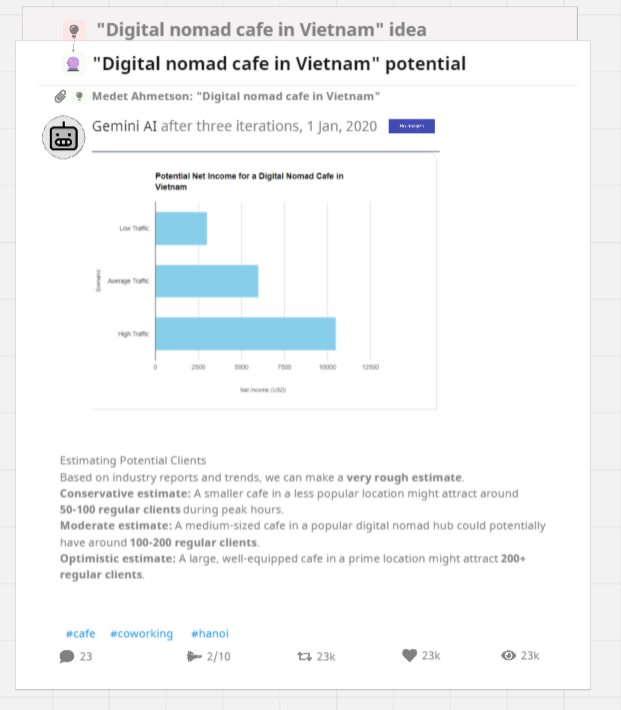 "Digital nomad cafe in Vietnam" idea
"Digital nomad cafe in Vietnam" potential
Medet Ahmetson: "Digital nomad cafe in Vietnam"
Gemini AI after three iterations, 1 Jan, 2020
Potential Net Income for a Digital Nomad Cafe in
Vietnam
Low Traffic
Average Traffic
High Traffic
Scenario
0 2500 5000 7500 10000 12500
Net Income (USD)
Estimating Potential Clients
Based on industry reports and trends, we can make a very rough estimate.
Conservative estimate: A smaller cafe in a less popular location might attract around
50-100 regular clients during peak hours.
Moderate estimate: A medium-sized cafe in a popular digital nomad hub could potentially
have around 100-200 regular clients.
Optimistic estimate: A large, well-equipped cafe in a prime location might attract 200+
regular clients.
#cafe #coworking #hanoi
23 2/10 23k 23k 23k